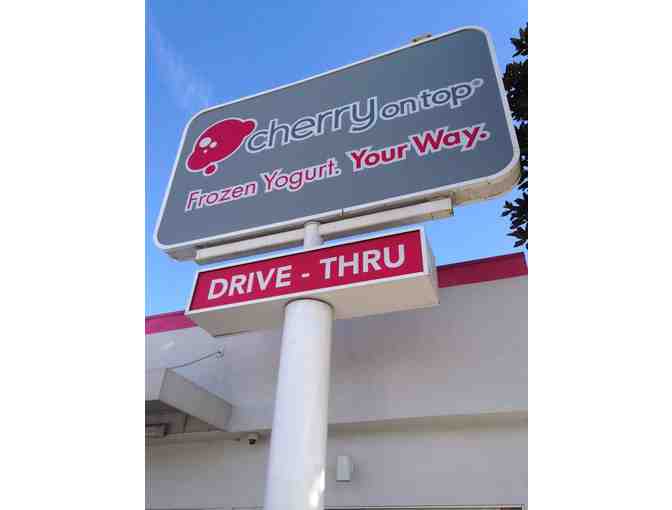 cherry on top®
Frozen Yogurt. Your Way.
DRIVE - THRU